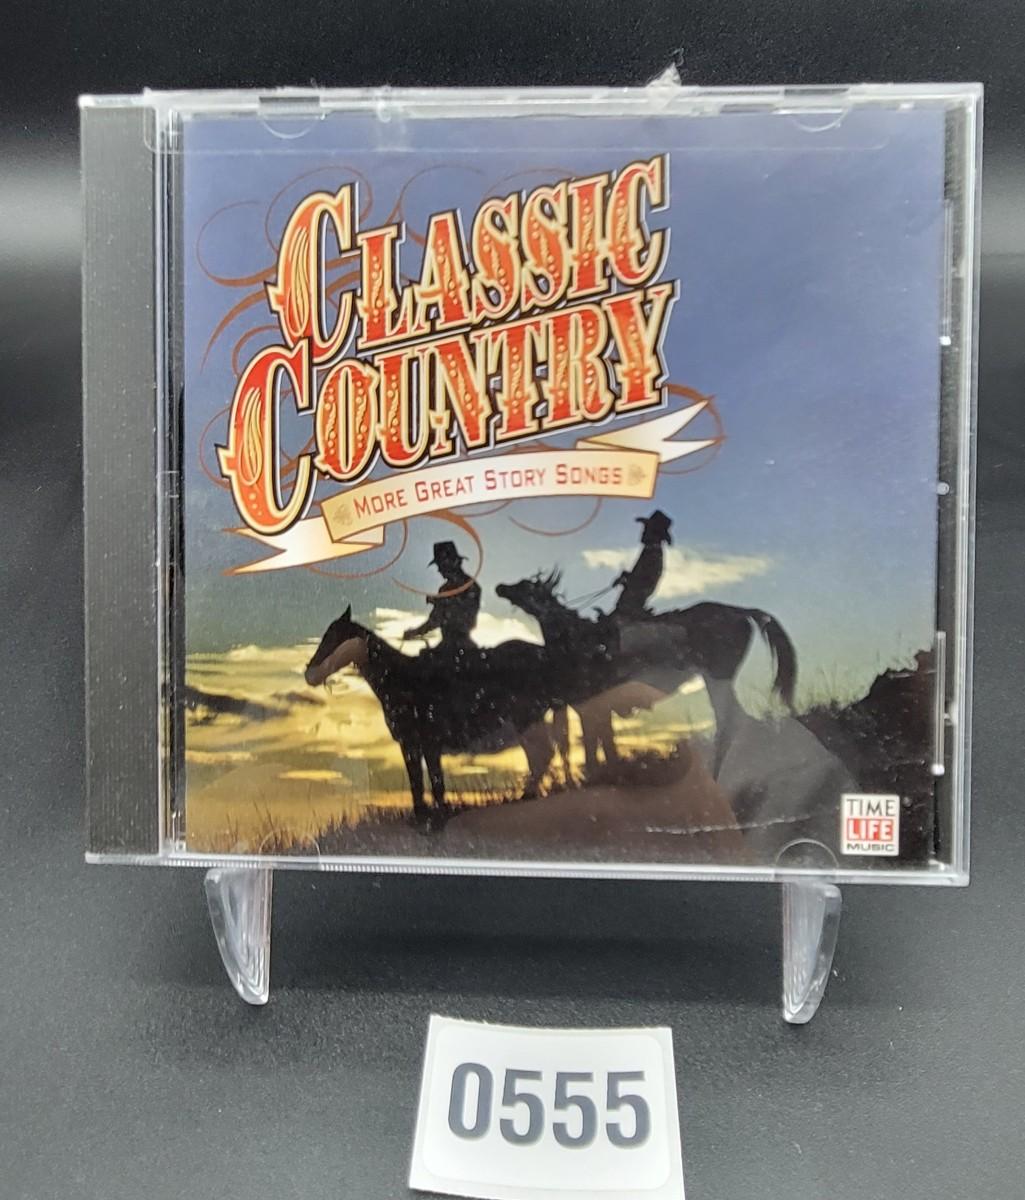 CLASSIC
COUNTRY
MORE GREAT STORY SONGS
TIME
LIFE
MUSIC
0555